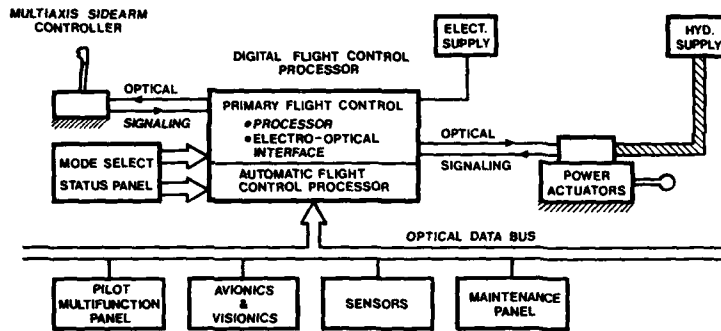 MULTIAXIS SIDEARM
CONTROLLER
ELECT.
SUPPLY
HYD.
SUPPLY
DIGITAL FLIGHT CONTROL
PROCESSOR
OPTICAL
SIGNALING
PRIMARY FLIGHT CONTROL
● PROCESSOR
● ELECTRO-OPTICAL
INTERFACE
AUTOMATIC FLIGHT
CONTROL PROCESSOR
OPTICAL
SIGNALING
MODE SELECT
STATUS PANEL
POWER
ACTUATORS
OPTICAL DATA BUS
PILOT
MULTIFUNCTION
PANEL
AVIONICS
&
VISIONICS
SENSORS
MAINTENANCE
PANEL